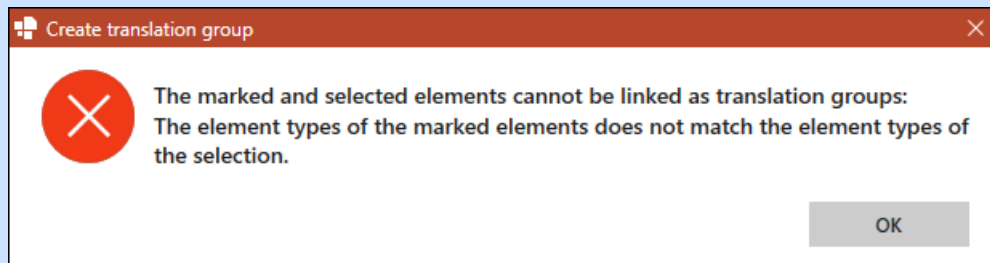 Create translation group
The marked and selected elements cannot be linked as translation groups:
The element types of the marked elements does not match the element types of
the selection.
OK